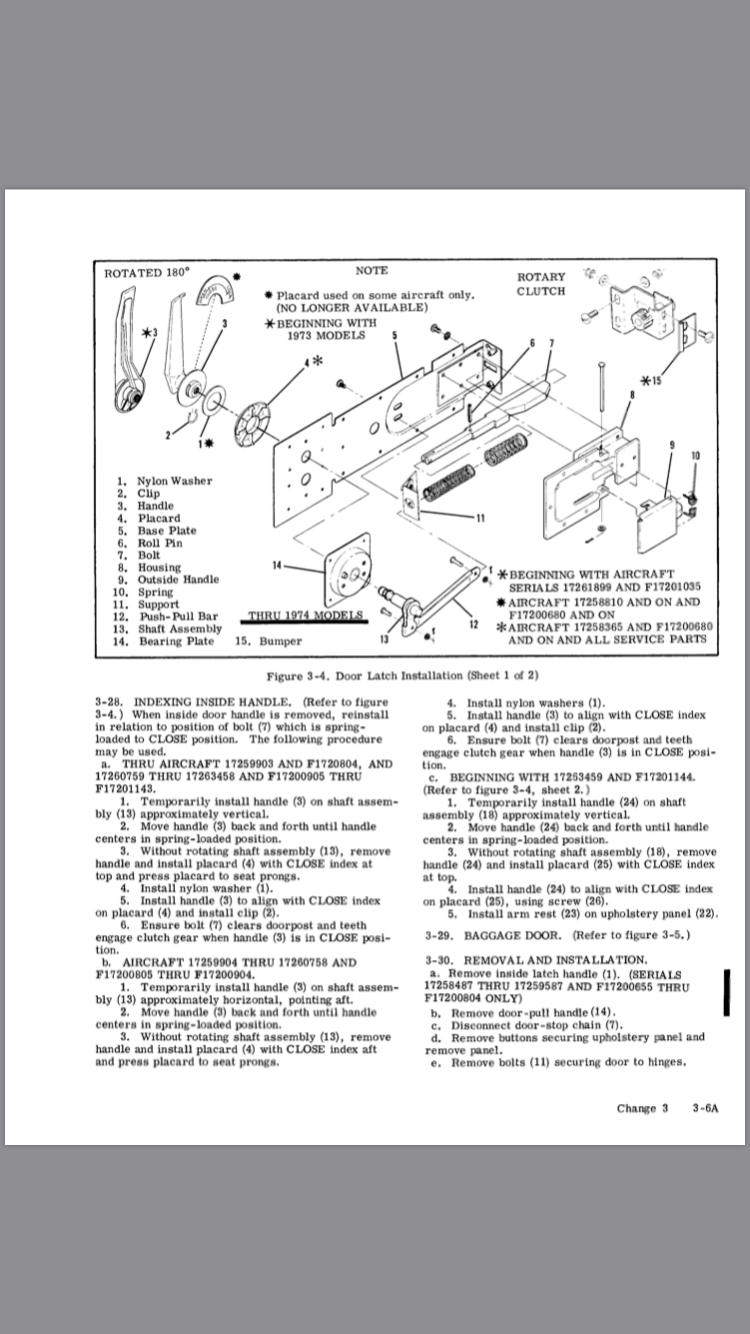 ROTATED 180°
NOTE
✱ Placard used on some aircraft only.
(NO LONGER AVAILABLE)
✳BEGINNING WITH
1973 MODELS
ROTARY
CLUTCH
✱
✳3
3
4✳
5
6
7
✳15
8
9
10
2
1✱
11
14
12
13
1
1
1. Nylon Washer
2. Clip
3. Handle
4. Placard
5. Base Plate
6. Roll Pin
7. Bolt
8. Housing
9. Outside Handle
10. Spring
11. Support
12. Push-Pull Bar
13. Shaft Assembly
14. Bearing Plate
15. Bumper
THRU 1974 MODELS
✳BEGINNING WITH AIRCRAFT
SERIALS 17261899 AND F17201035
✱AIRCRAFT 17258810 AND ON AND
F17200680 AND ON
✳AIRCRAFT 17258365 AND F17200680
AND ON AND ALL SERVICE PARTS
Figure 3-4. Door Latch Installation (Sheet 1 of 2)
3-28. INDEXING INSIDE HANDLE. (Refer to figure
3-4.) When inside door handle is removed, reinstall
in relation to position of bolt (7) which is spring-
loaded to CLOSE position. The following procedure
may be used.
a. THRU AIRCRAFT 17259903 AND F1720804, AND
17260759 THRU 17263458 AND F17200905 THRU
F17201143.
1. Temporarily install handle (3) on shaft assem-
bly (13) approximately vertical.
2. Move handle (3) back and forth until handle
centers in spring-loaded position.
3. Without rotating shaft assembly (13), remove
handle and install placard (4) with CLOSE index at
top and press placard to seat prongs.
4. Install nylon washer (1).
5. Install handle (3) to align with CLOSE index
on placard (4) and install clip (2).
6. Ensure bolt (7) clears doorpost and teeth
engage clutch gear when handle (3) is in CLOSE posi-
tion.
b. AIRCRAFT 17259904 THRU 17260758 AND
F17200805 THRU F17200904.
1. Temporarily install handle (3) on shaft assem-
bly (13) approximately horizontal, pointing aft.
2. Move handle (3) back and forth until handle
centers in spring-loaded position.
3. Without rotating shaft assembly (13), remove
handle and install placard (4) with CLOSE index aft
and press placard to seat prongs.
4. Install nylon washers (1).
5. Install handle (3) to align with CLOSE index
on placard (4) and install clip (2).
6. Ensure bolt (7) clears doorpost and teeth
engage clutch gear when handle (3) is in CLOSE posi-
tion.
c. BEGINNING WITH 17253459 AND F17201144.
(Refer to figure 3-4, sheet 2.)
1. Temporarily install handle (24) on shaft
assembly (18) approximately vertical.
2. Move handle (24) back and forth until handle
centers in spring-loaded position.
3. Without rotating shaft assembly (18), remove
handle (24) and install placard (25) with CLOSE index
at top.
4. Install handle (24) to align with CLOSE index
on placard (25), using screw (26).
5. Install arm rest (23) on upholstery panel (22).
3-29. BAGGAGE DOOR. (Refer to figure 3-5.)
3-30. REMOVAL AND INSTALLATION.
a. Remove inside latch handle (1). (SERIALS
17258487 THRU 17259587 AND F17200655 THRU
F17200804 ONLY)
b. Remove door-pull handle (14).
c. Disconnect door-stop chain (7).
d. Remove buttons securing upholstery panel and
remove panel.
e. Remove bolts (11) securing door to hinges.
Change 3 3-6A